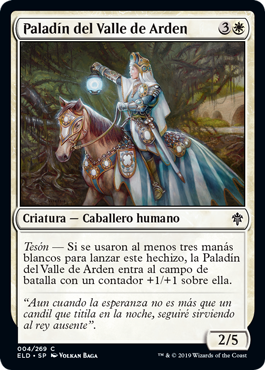 Paladín del Valle de Arden 3
Criatura — Caballero humano
Tesón — Si se usaron al menos tres manás
blancos para lanzar este hechizo, la Paladín
del Valle de Arden entra al campo de
batalla con un contador +1/+1 sobre ella.
“Aun cuando la esperanza no es más que un
candil que titila en la noche, seguiré sirviendo
al rey ausente”.
2/5
004/269 C
ELD • SP Volkan Baga
™ & © 2019 Wizards of the Coast